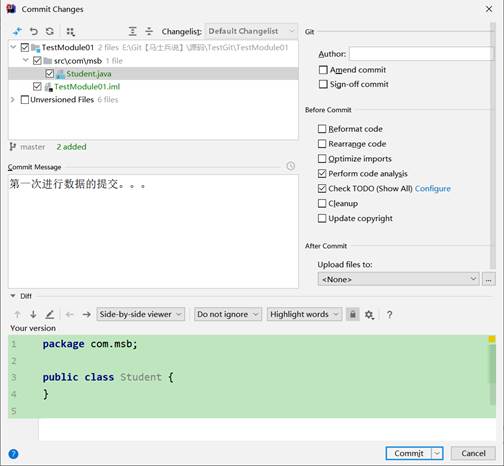 Commit Changes
Changelist: Default Changelist
TestModule01 2 files E:\Git【马士兵说】\源码\TestGit\TestModule01
src\com\msb 1 file
Student.java
TestModule01.iml
Unversioned Files 6 files
master 2 added
Commit Message
第一次进行数据的提交。。。
Git
Author:
Amend commit
Sign-off commit
Before Commit
Reformat code
Rearrange code
Optimize imports
Perform code analysis
Check TODO (Show All) Configure
Cleanup
Update copyright
After Commit
Upload files to:
<None>
...
Diff
Side-by-side viewer Do not ignore Highlight words ?
Your version
1 package com.msb;
2
3 public class Student {
4 }
5
? Commit Cancel